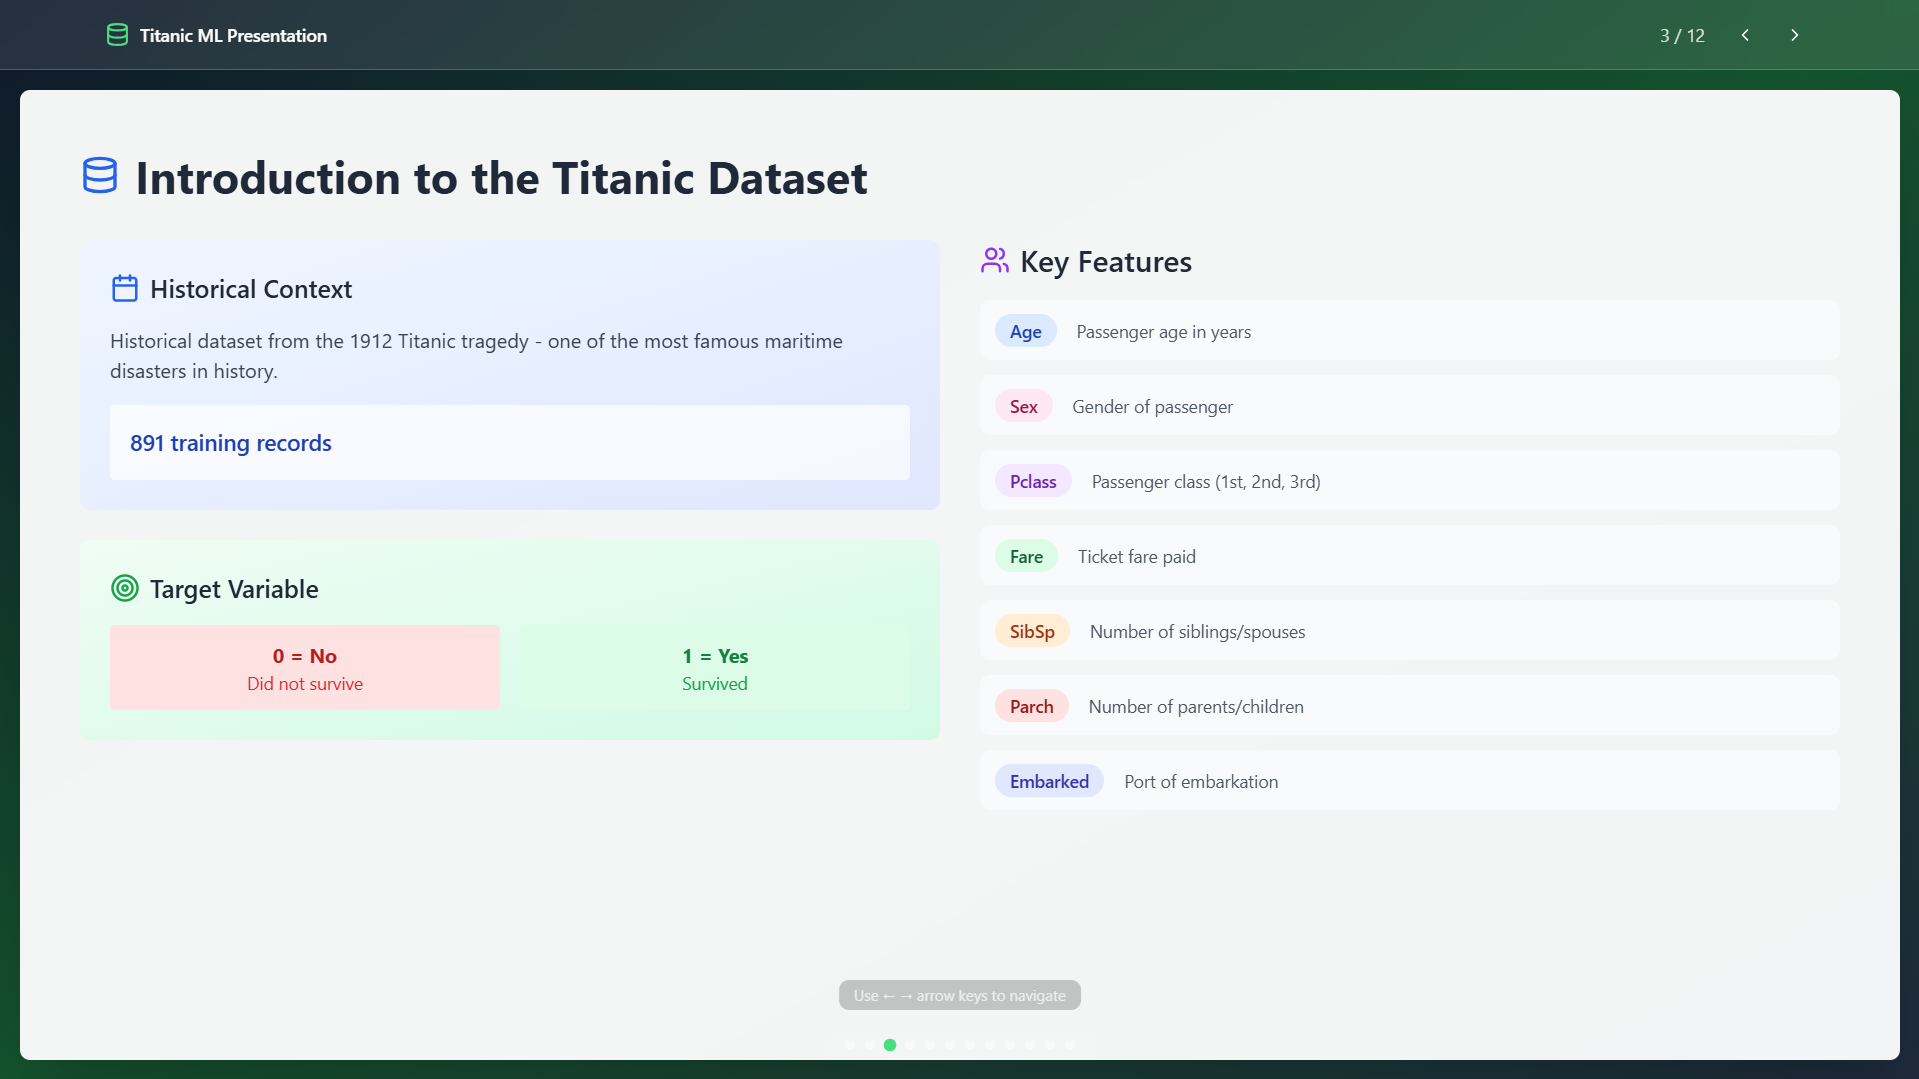 Titanic ML Presentation
3 / 12
Introduction to the Titanic Dataset
Historical Context
Historical dataset from the 1912 Titanic tragedy - one of the most famous maritime
disasters in history.
891 training records
Target Variable
0 = No
Did not survive
1 = Yes
Survived
Key Features
Age Passenger age in years
Sex Gender of passenger
Pclass Passenger class (1st, 2nd, 3rd)
Fare Ticket fare paid
SibSp Number of siblings/spouses
Parch Number of parents/children
Embarked Port of embarkation
Use ← → arrow keys to navigate